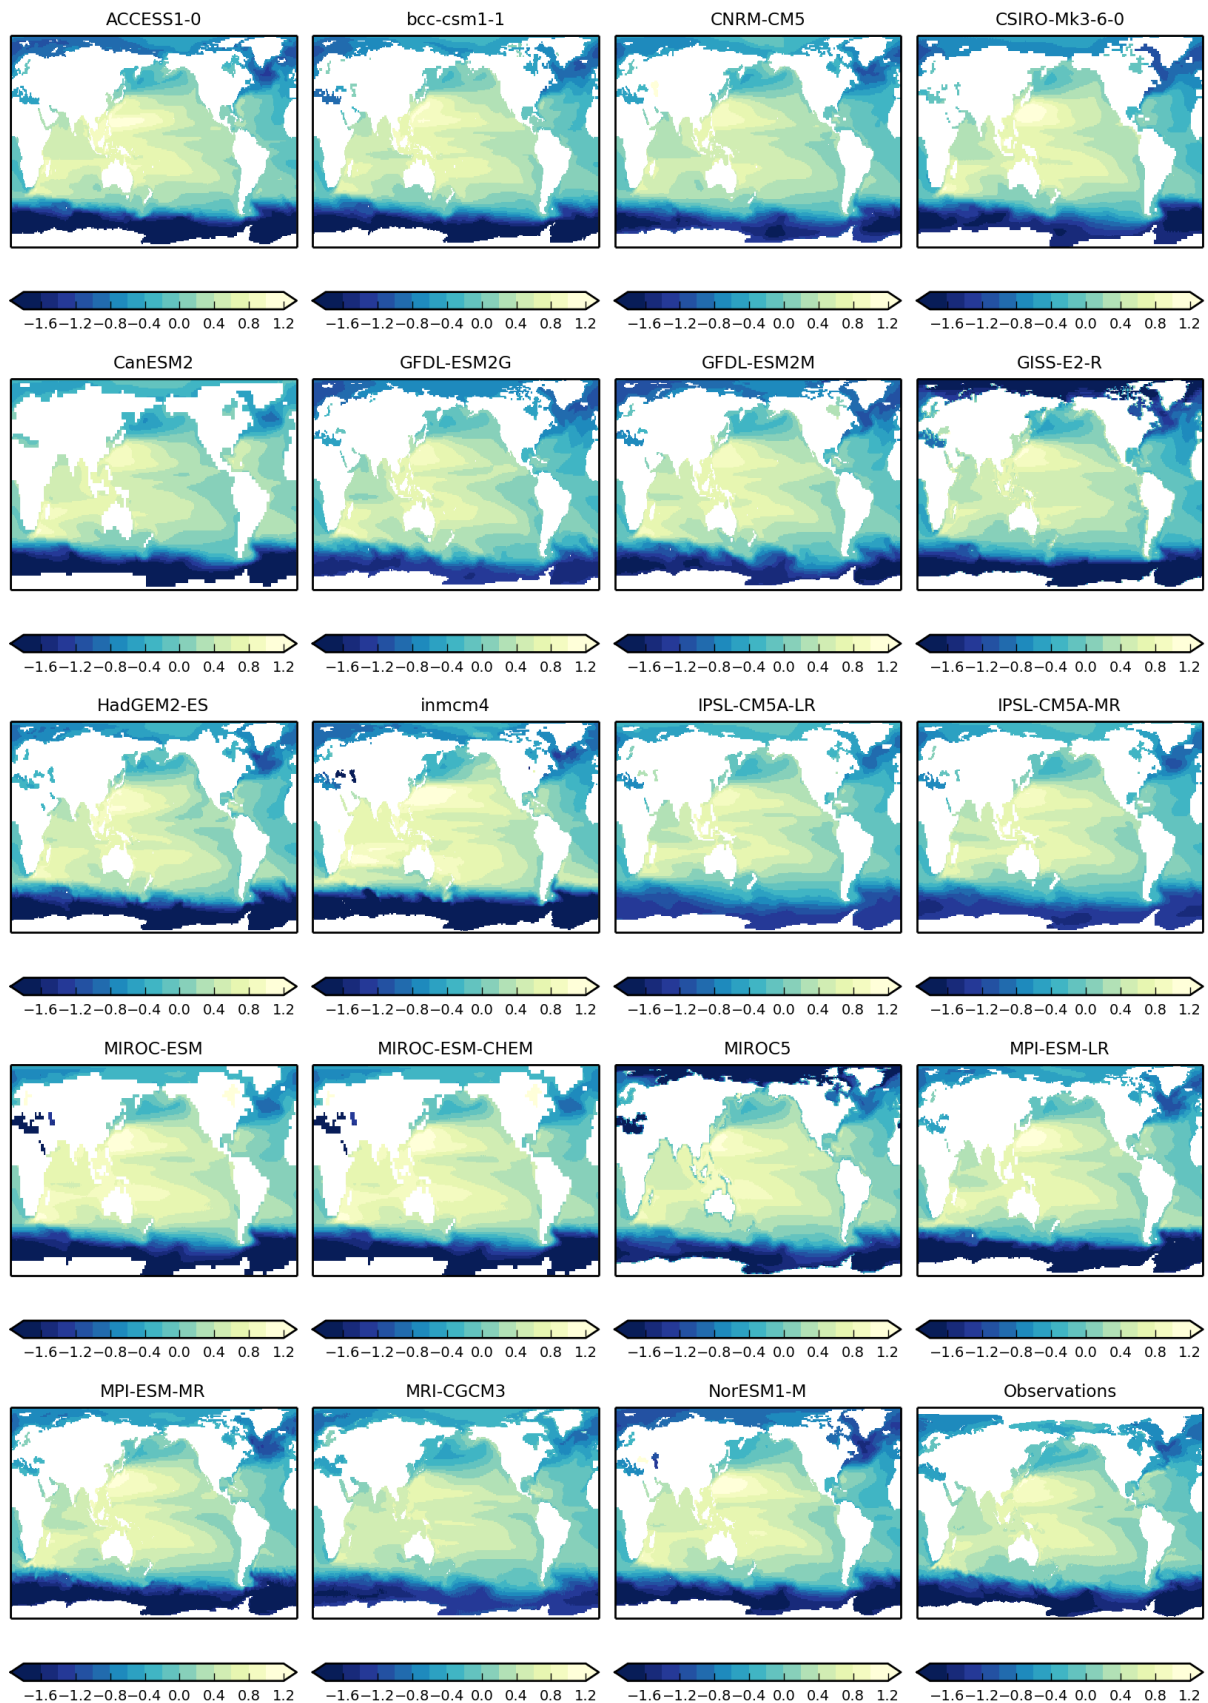 ACCESS1-0 bcc-csm1-1 CNRM-CM5 CSIRO-Mk3-6-0
−1.6−1.2−0.8−0.4 0.0 0.4 0.8 1.2 −1.6−1.2−0.8−0.4 0.0 0.4 0.8 1.2 −1.6−1.2−0.8−0.4 0.0 0.4 0.8 1.2 −1.6−1.2−0.8−0.4 0.0 0.4 0.8 1.2
CanESM2 GFDL-ESM2G GFDL-ESM2M GISS-E2-R
−1.6−1.2−0.8−0.4 0.0 0.4 0.8 1.2 −1.6−1.2−0.8−0.4 0.0 0.4 0.8 1.2 −1.6−1.2−0.8−0.4 0.0 0.4 0.8 1.2 −1.6−1.2−0.8−0.4 0.0 0.4 0.8 1.2
HadGEM2-ES inmcm4 IPSL-CM5A-LR IPSL-CM5A-MR
−1.6−1.2−0.8−0.4 0.0 0.4 0.8 1.2 −1.6−1.2−0.8−0.4 0.0 0.4 0.8 1.2 −1.6−1.2−0.8−0.4 0.0 0.4 0.8 1.2 −1.6−1.2−0.8−0.4 0.0 0.4 0.8 1.2
MIROC-ESM MIROC-ESM-CHEM MIROC5 MPI-ESM-LR
−1.6−1.2−0.8−0.4 0.0 0.4 0.8 1.2 −1.6−1.2−0.8−0.4 0.0 0.4 0.8 1.2 −1.6−1.2−0.8−0.4 0.0 0.4 0.8 1.2 −1.6−1.2−0.8−0.4 0.0 0.4 0.8 1.2
MPI-ESM-MR MRI-CGCM3 NorESM1-M Observations
−1.6−1.2−0.8−0.4 0.0 0.4 0.8 1.2 −1.6−1.2−0.8−0.4 0.0 0.4 0.8 1.2 −1.6−1.2−0.8−0.4 0.0 0.4 0.8 1.2 −1.6−1.2−0.8−0.4 0.0 0.4 0.8 1.2